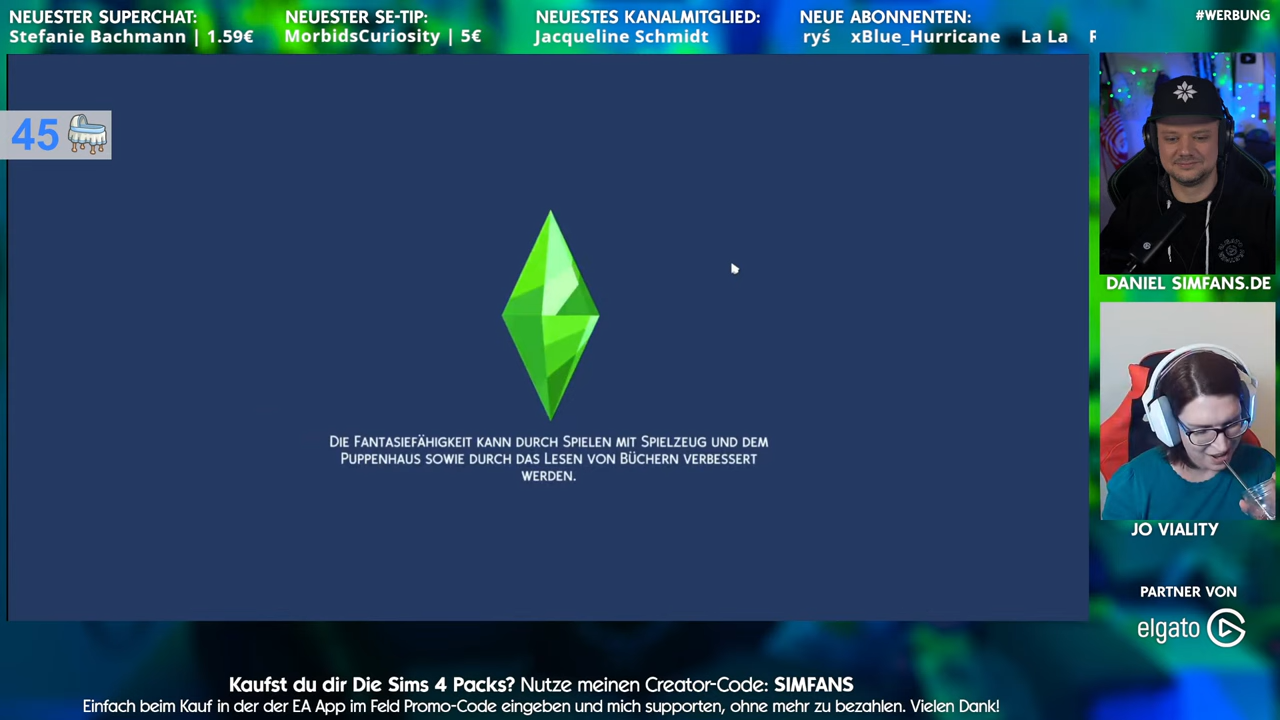 NEUESTER SUPERCHAT:
Stefanie Bachmann | 1.59€
NEUESTER SE-TIP:
MorbidsCuriosity | 5€
NEUESTES KANALMITGLIED:
Jacqueline Schmidt
NEUE ABONNENTEN:
ryś xBlue_Hurricane La La
#WERBUNG
45
DIE FANTASIEFÄHIGKEIT KANN DURCH SPIELEN MIT SPIELZEUG UND DEM
PUPPENHAUS SOWIE DURCH DAS LESEN VON BÜCHERN VERBESSERT
WERDEN.
DANIEL SIMFANS.DE
JO VIALITY
PARTNER VON
elgato
Kaufst du dir Die Sims 4 Packs? Nutze meinen Creator-Code: SIMFANS
Einfach beim Kauf in der der EA App im Feld Promo-Code eingeben und mich supporten, ohne mehr zu bezahlen. Vielen Dank!